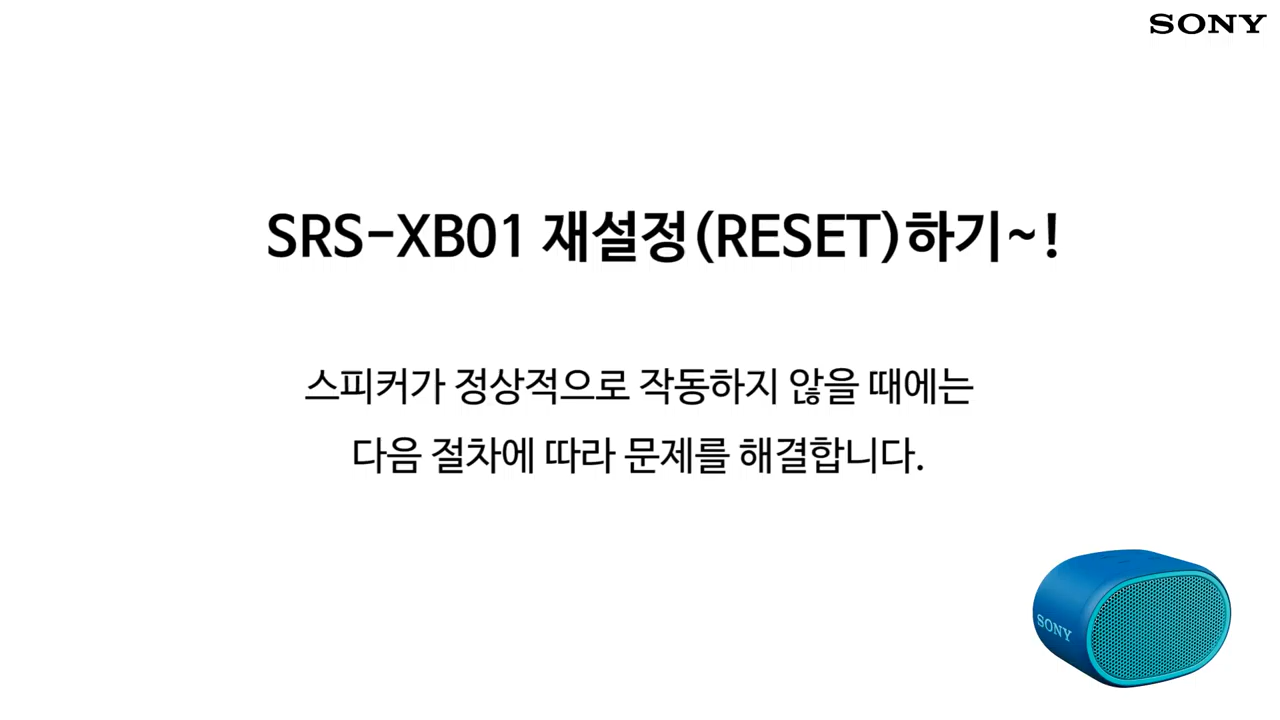 SONY
SRS-XB01 재설정(RESET)하기~!
스피커가 정상적으로 작동하지 않을 때에는
다음 절차에 따라 문제를 해결합니다.
SONY